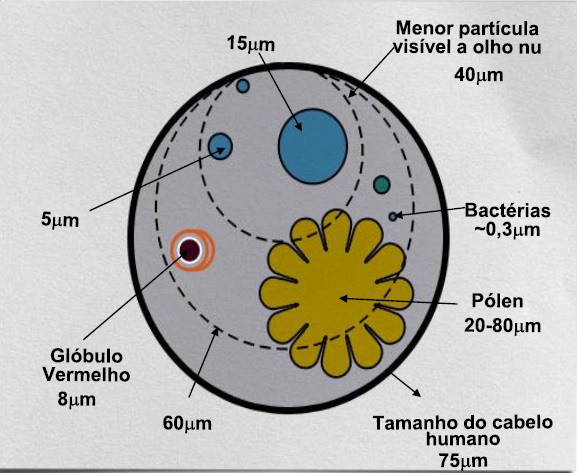 15μm
Menor partícula
visível a olho nu
40μm
5μm
Bactérias
~0,3μm
Pólen
20-80μm
Glóbulo
Vermelho
8μm
60μm
Tamanho do cabelo
humano
75μm